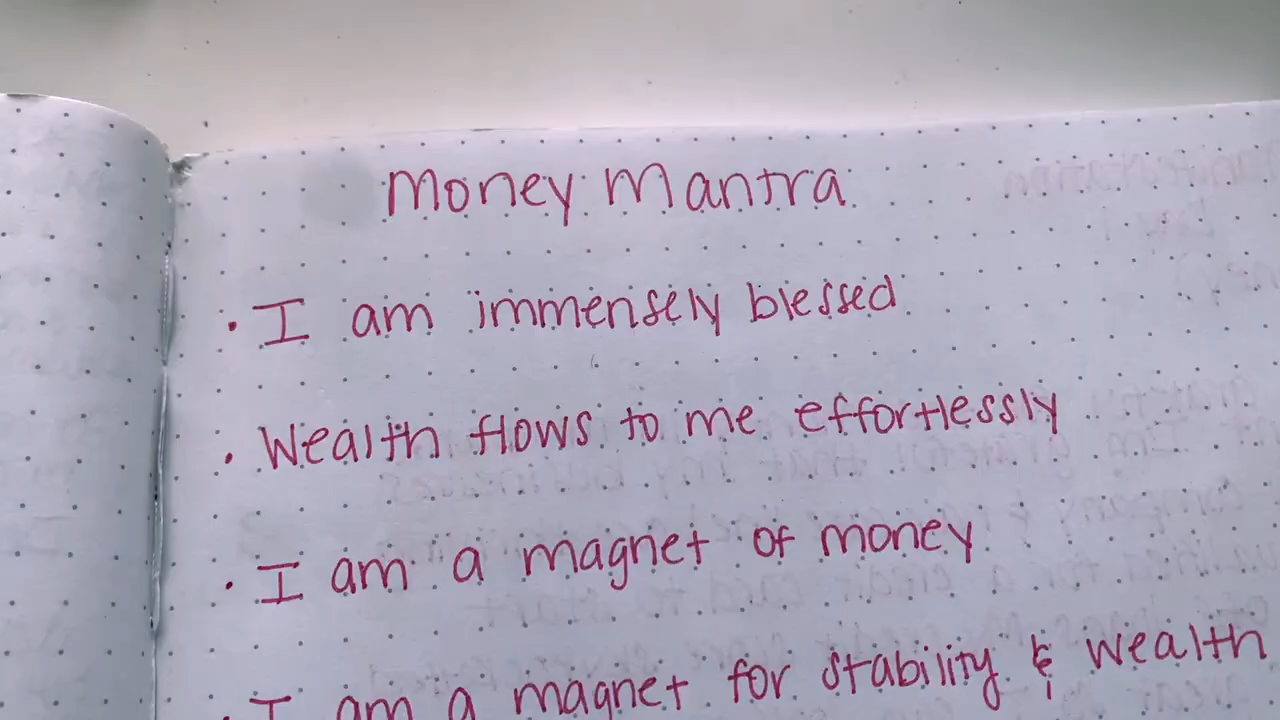 Money Mantra
• I am immensely blessed
• Wealth flows to me effortlessly
• I am a magnet of money
• I am a magnet for stability & wealth